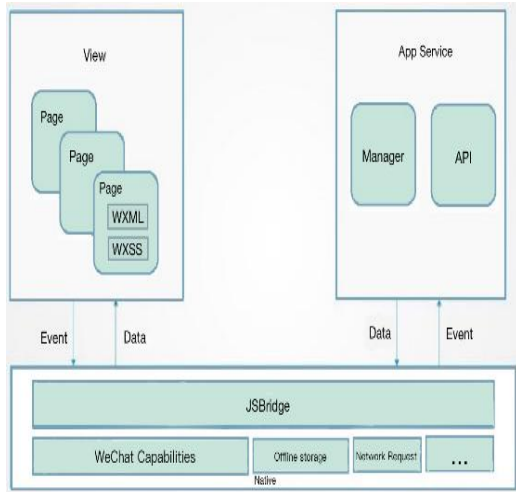 View
App Service
Page
Page
Page
WXML
WXSS
Manager
API
Event
Data
Data
Event
JSBridge
WeChat Capabilities
Offline storage
Network Request
...
Native